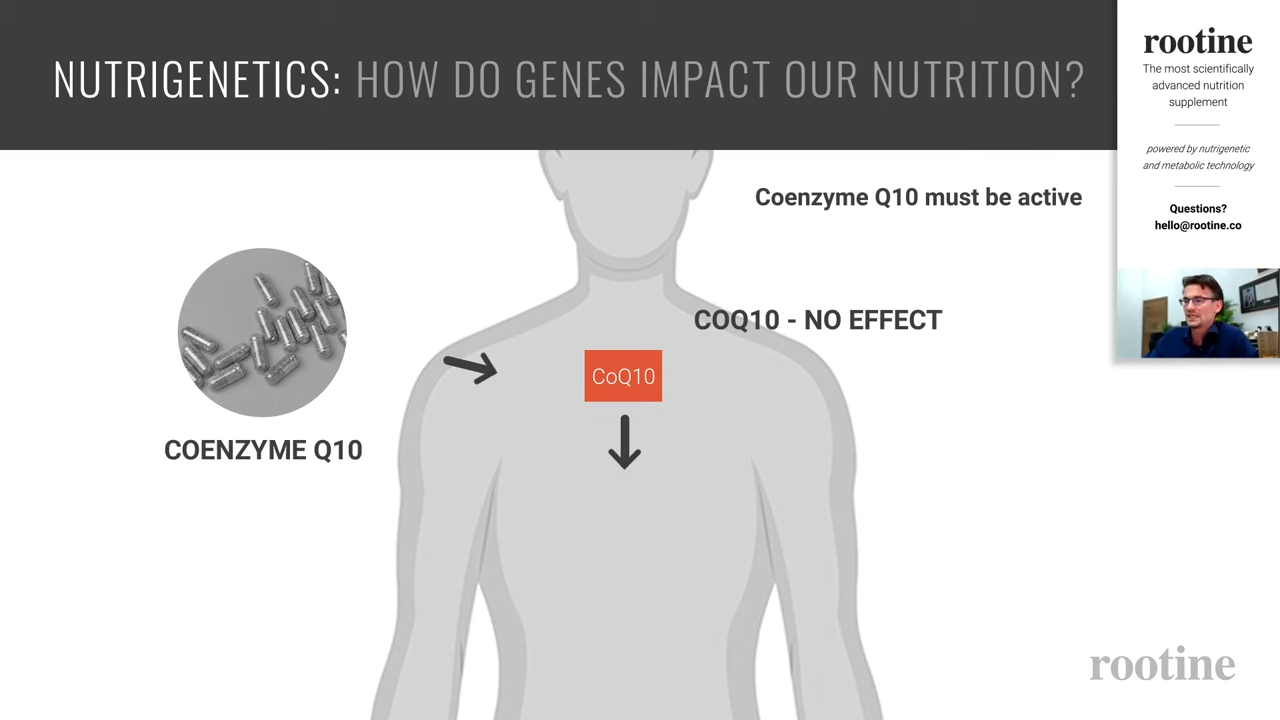 NUTRIGENETICS: HOW DO GENES IMPACT OUR NUTRITION?
rootine
The most scientifically
advanced nutrition
supplement
powered by nutrigenetic
and metabolic technology
Questions?
hello@rootine.co
Coenzyme Q10 must be active
COQ10 - NO EFFECT
CoQ10
COENZYME Q10
rootine